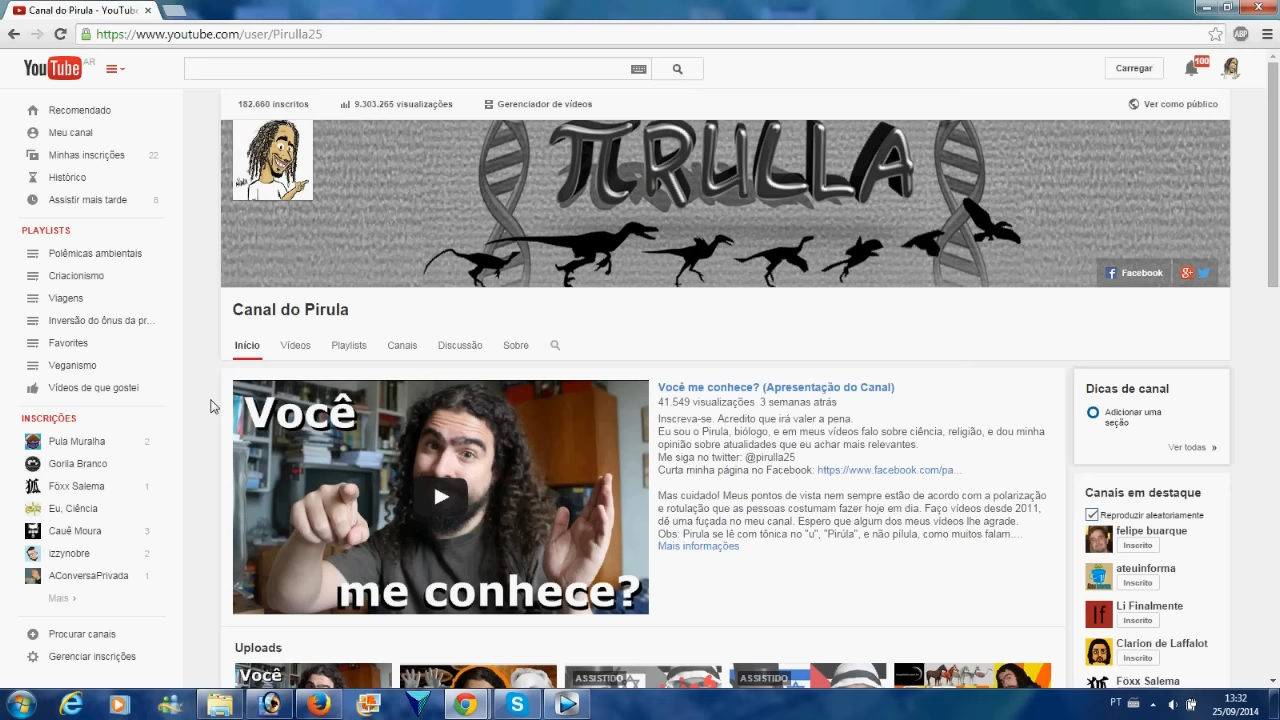 Canal do Pirula - YouTube
https://www.youtube.com/user/Pirulla25
ABP
YouTube AR
Carregar
100
182.660 inscritos
9.303.265 visualizações
Gerenciador de vídeos
Ver como público
Recomendado
Meu canal
Minhas inscrições 22
Histórico
Assistir mais tarde 8
PLAYLISTS
Polêmicas ambientais
Criacionismo
Viagens
Inversão do ônus da pr...
Favorites
Veganismo
Vídeos de que gostei
INSCRIÇÕES
Pula Muralha 2
Gorila Branco
Föxx Salema 1
Eu, Ciência
Cauê Moura 3
Izzynobre 2
AConversaPrivada 1
Mais
Procurar canais
Gerenciar inscrições
πRULLA
Facebook
Canal do Pirula
Início Vídeos Playlists Canais Discussão Sobre
Você
me conhece?
Você me conhece? (Apresentação do Canal)
41.549 visualizações 3 semanas atrás
Inscreva-se. Acredito que irá valer a pena.
Eu sou o Pirula, biólogo, e em meus vídeos falo sobre ciência, religião, e dou minha
opinião sobre atualidades que eu achar mais relevantes.
Me siga no twitter: @pirulla25
Curta minha página no Facebook: https://www.facebook.com/pa...
Mas cuidado! Meus pontos de vista nem sempre estão de acordo com a polarização
e rotulação que as pessoas costumam fazer hoje em dia. Faço vídeos desde 2011,
dê uma fuçada no meu canal. Espero que algum dos meus vídeos lhe agrade.
Obs: Pirula se lê com tônica no "u", "Pirúla", e não pílula, como muitos falam....
Mais informações
Uploads
Você
ASSISTIDO
ASSISTIDO
Dicas de canal
Adicionar uma
seção
Ver todas »
Canais em destaque
Reproduzir aleatoriamente
felipe buarque
Inscrito
ateuinforma
Inscrito
Li Finalmente
Inscrito
Clarion de Laffalot
Inscrito
Föxx Salema
PT
13:32
25/09/2014